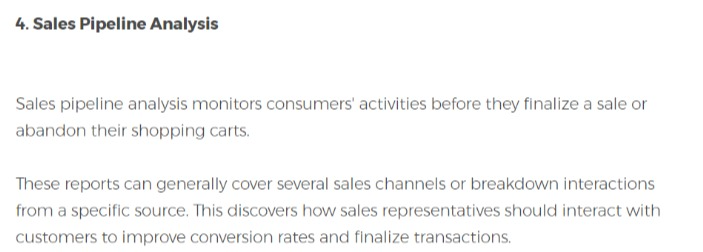 4. Sales Pipeline Analysis
Sales pipeline analysis monitors consumers' activities before they finalize a sale or
abandon their shopping carts.
These reports can generally cover several sales channels or breakdown interactions
from a specific source. This discovers how sales representatives should interact with
customers to improve conversion rates and finalize transactions.